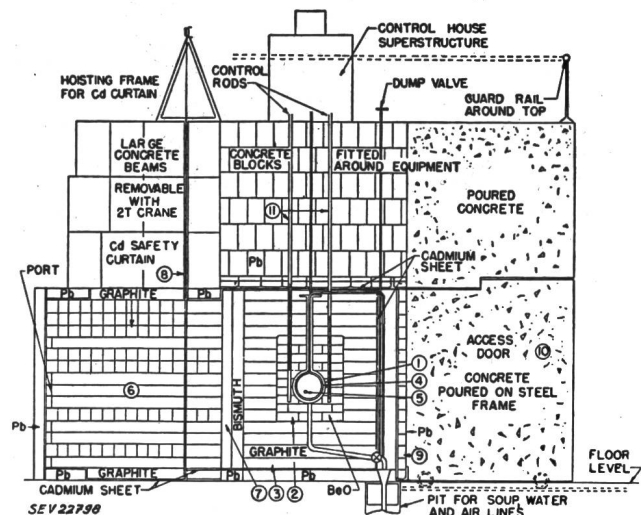 CONTROL HOUSE
SUPERSTRUCTURE
HOISTING FRAME
FOR Cd CURTAIN
CONTROL
RODS
DUMP VALVE
GUARD RAIL
AROUND TOP
LARGE
CONCRETE
BEAMS
REMOVABLE
WITH
2T CRANE
Cd SAFETY
CURTAIN
CONCRETE
BLOCKS
FITTED
AROUND EQUIPMENT
POURED
CONCRETE
11
Pb
CADMIUM
SHEET
PORT
8
Pb
GRAPHITE
Pb
ACCESS
DOOR
10
CONCRETE
POURED ON STEEL
FRAME
1
4
5
6
BISMUTH
Pb
Pb
GRAPHITE
9
FLOOR
LEVEL
Pb
GRAPHITE
Pb
Pb
CADMIUM SHEET
7
3
2
BeO
PIT FOR SOUP, WATER
AND AIR LINES
SEV22798